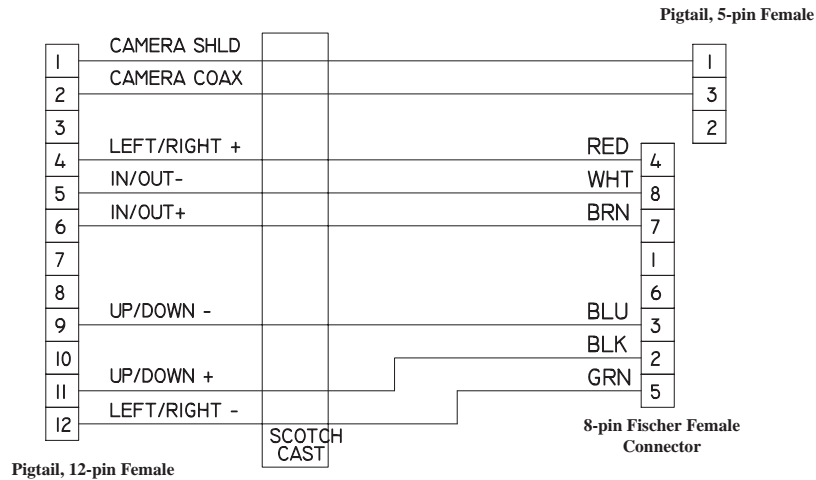 Pigtail, 5-pin Female
CAMERA SHLD
1
1
CAMERA COAX
2
3
3
2
LEFT/RIGHT +
RED
4
4
IN/OUT-
WHT
5
8
IN/OUT+
BRN
6
7
7
1
8
6
UP/DOWN -
BLU
9
3
BLK
10
2
UP/DOWN +
GRN
11
5
LEFT/RIGHT -
12
SCOTCH
CAST
8-pin Fischer Female
Connector
Pigtail, 12-pin Female